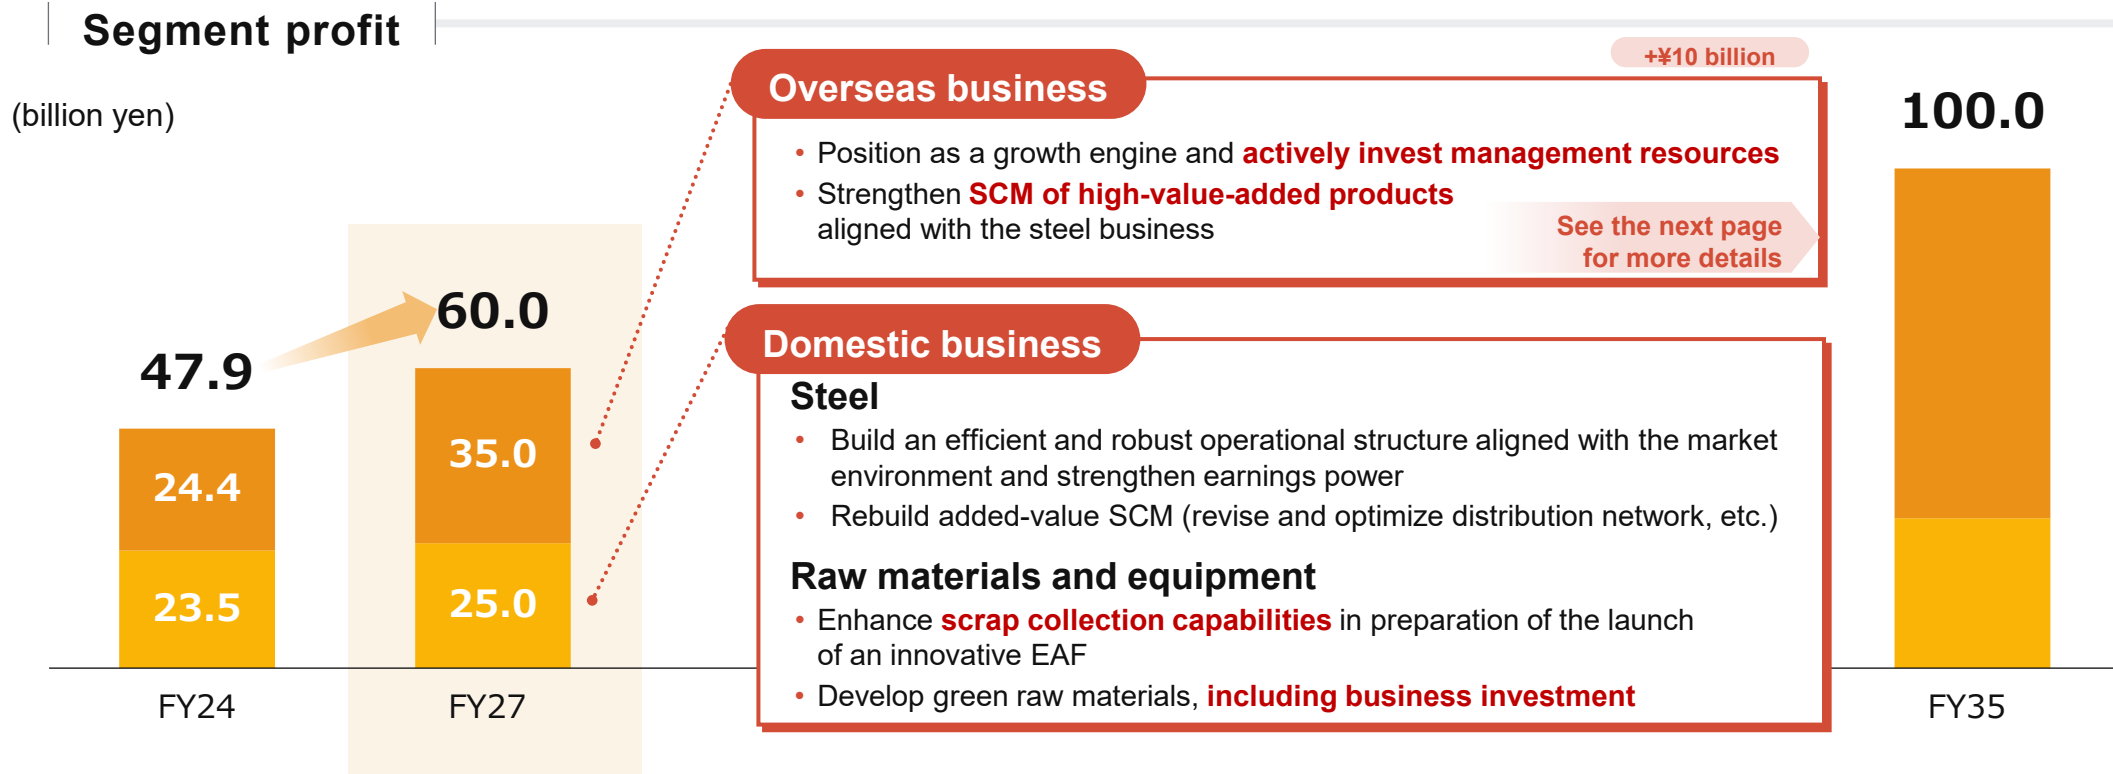 Segment profit
(billion yen)
47.9
24.4
23.5
FY24
60.0
35.0
25.0
FY27
Overseas business
+¥10 billion
• Position as a growth engine and actively invest management resources
• Strengthen SCM of high-value-added products
aligned with the steel business
See the next page
for more details
Domestic business
Steel
• Build an efficient and robust operational structure aligned with the market
environment and strengthen earnings power
• Rebuild added-value SCM (revise and optimize distribution network, etc.)
Raw materials and equipment
• Enhance scrap collection capabilities in preparation of the launch
of an innovative EAF
• Develop green raw materials, including business investment
100.0
FY35